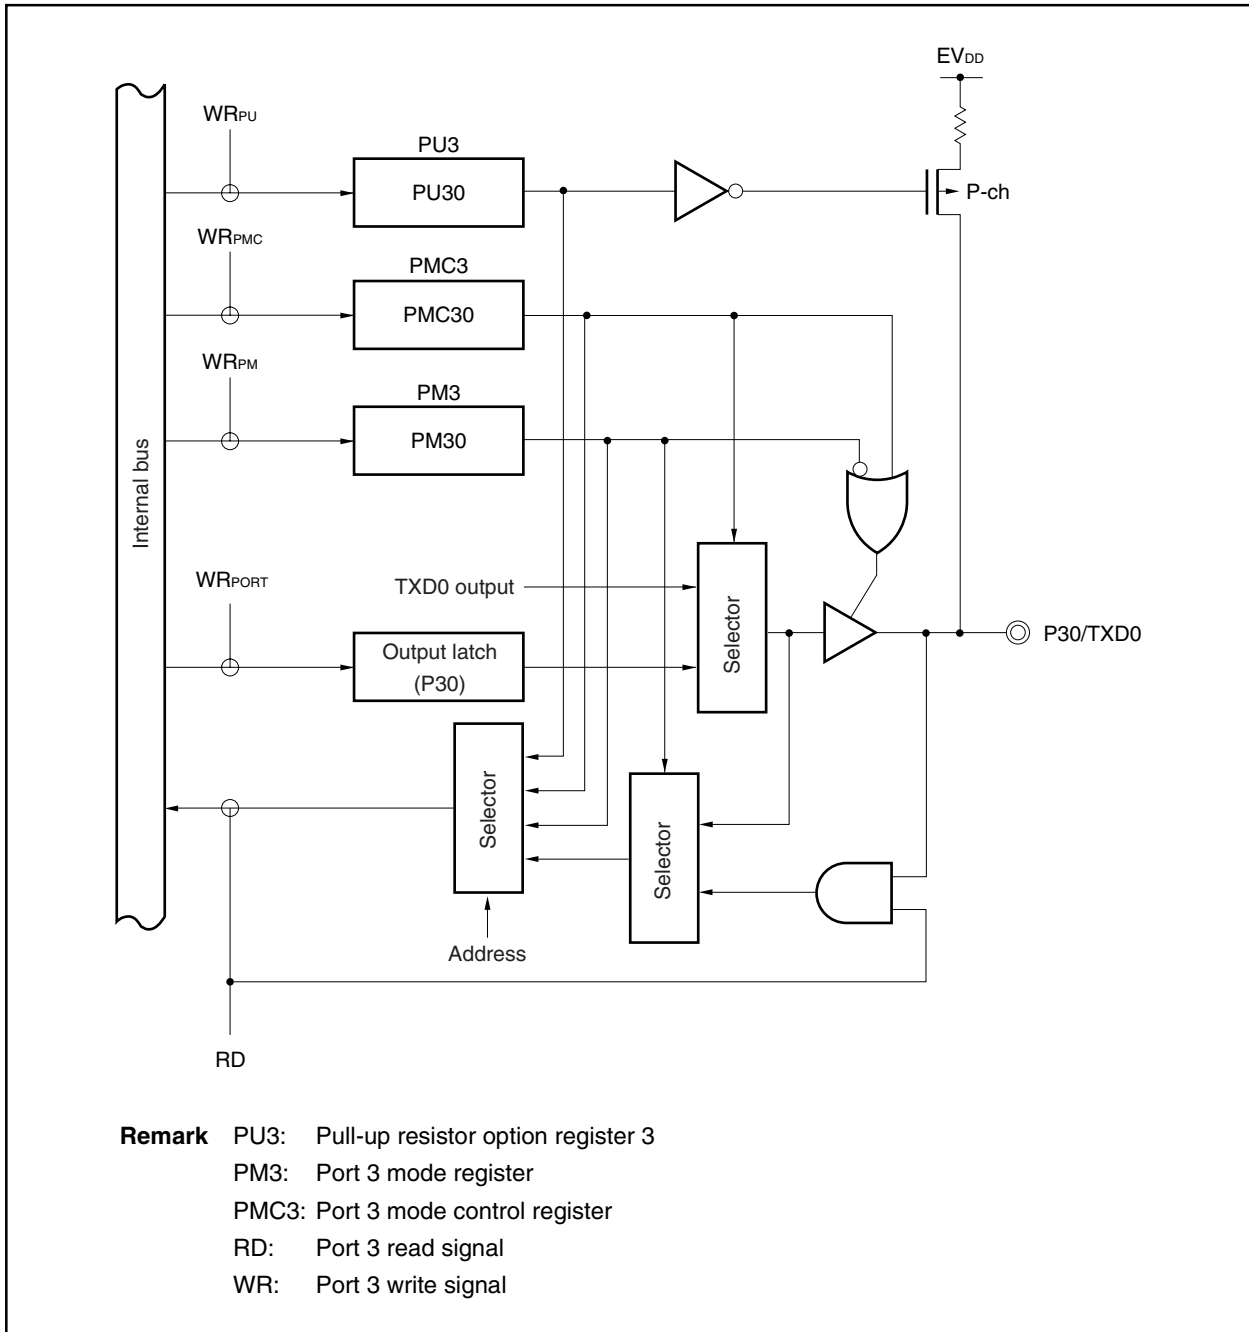 EVDD
WRPU
PU3
PU30
P-ch
WRPMC
PMC3
PMC30
WRPM
PM3
PM30
Internal bus
WRPORT
TXD0 output
Selector
Output latch
(P30)
P30/TXD0
Selector
Selector
Address
RD
Remark PU3: Pull-up resistor option register 3
PM3: Port 3 mode register
PMC3: Port 3 mode control register
RD: Port 3 read signal
WR: Port 3 write signal